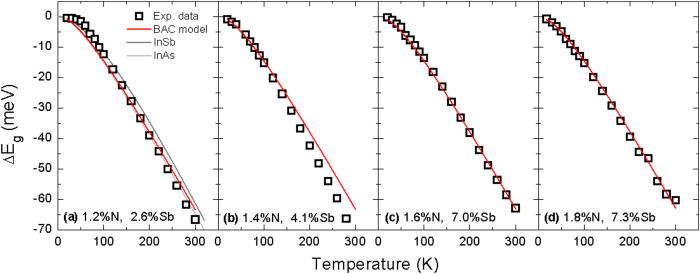 Exp. data
BAC model
InSb
InAs
0
-10
-20
-30
-40
-50
-60
-70
ΔEg (meV)
(a) 1.2%N, 2.6%Sb
(b) 1.4%N, 4.1%Sb
(c) 1.6%N, 7.0%Sb
(d) 1.8%N, 7.3%Sb
0 100 200 300 0 100 200 300 0 100 200 300 0 100 200 300
Temperature (K)